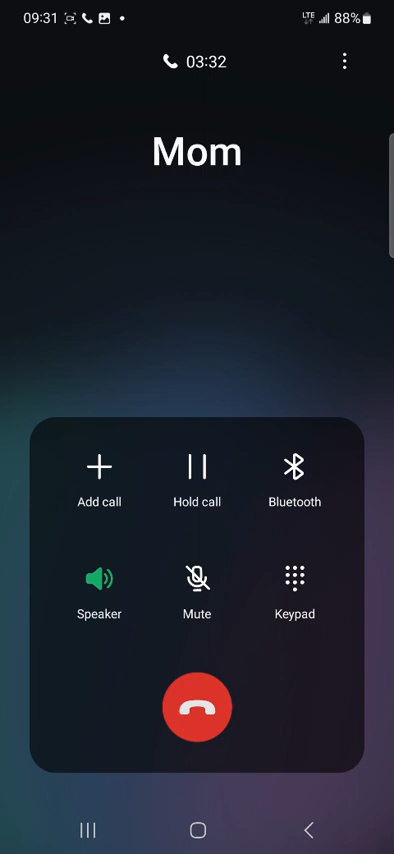 09:31 LTE 88%
03:32
Mom
Add call Hold call Bluetooth
Speaker Mute Keypad